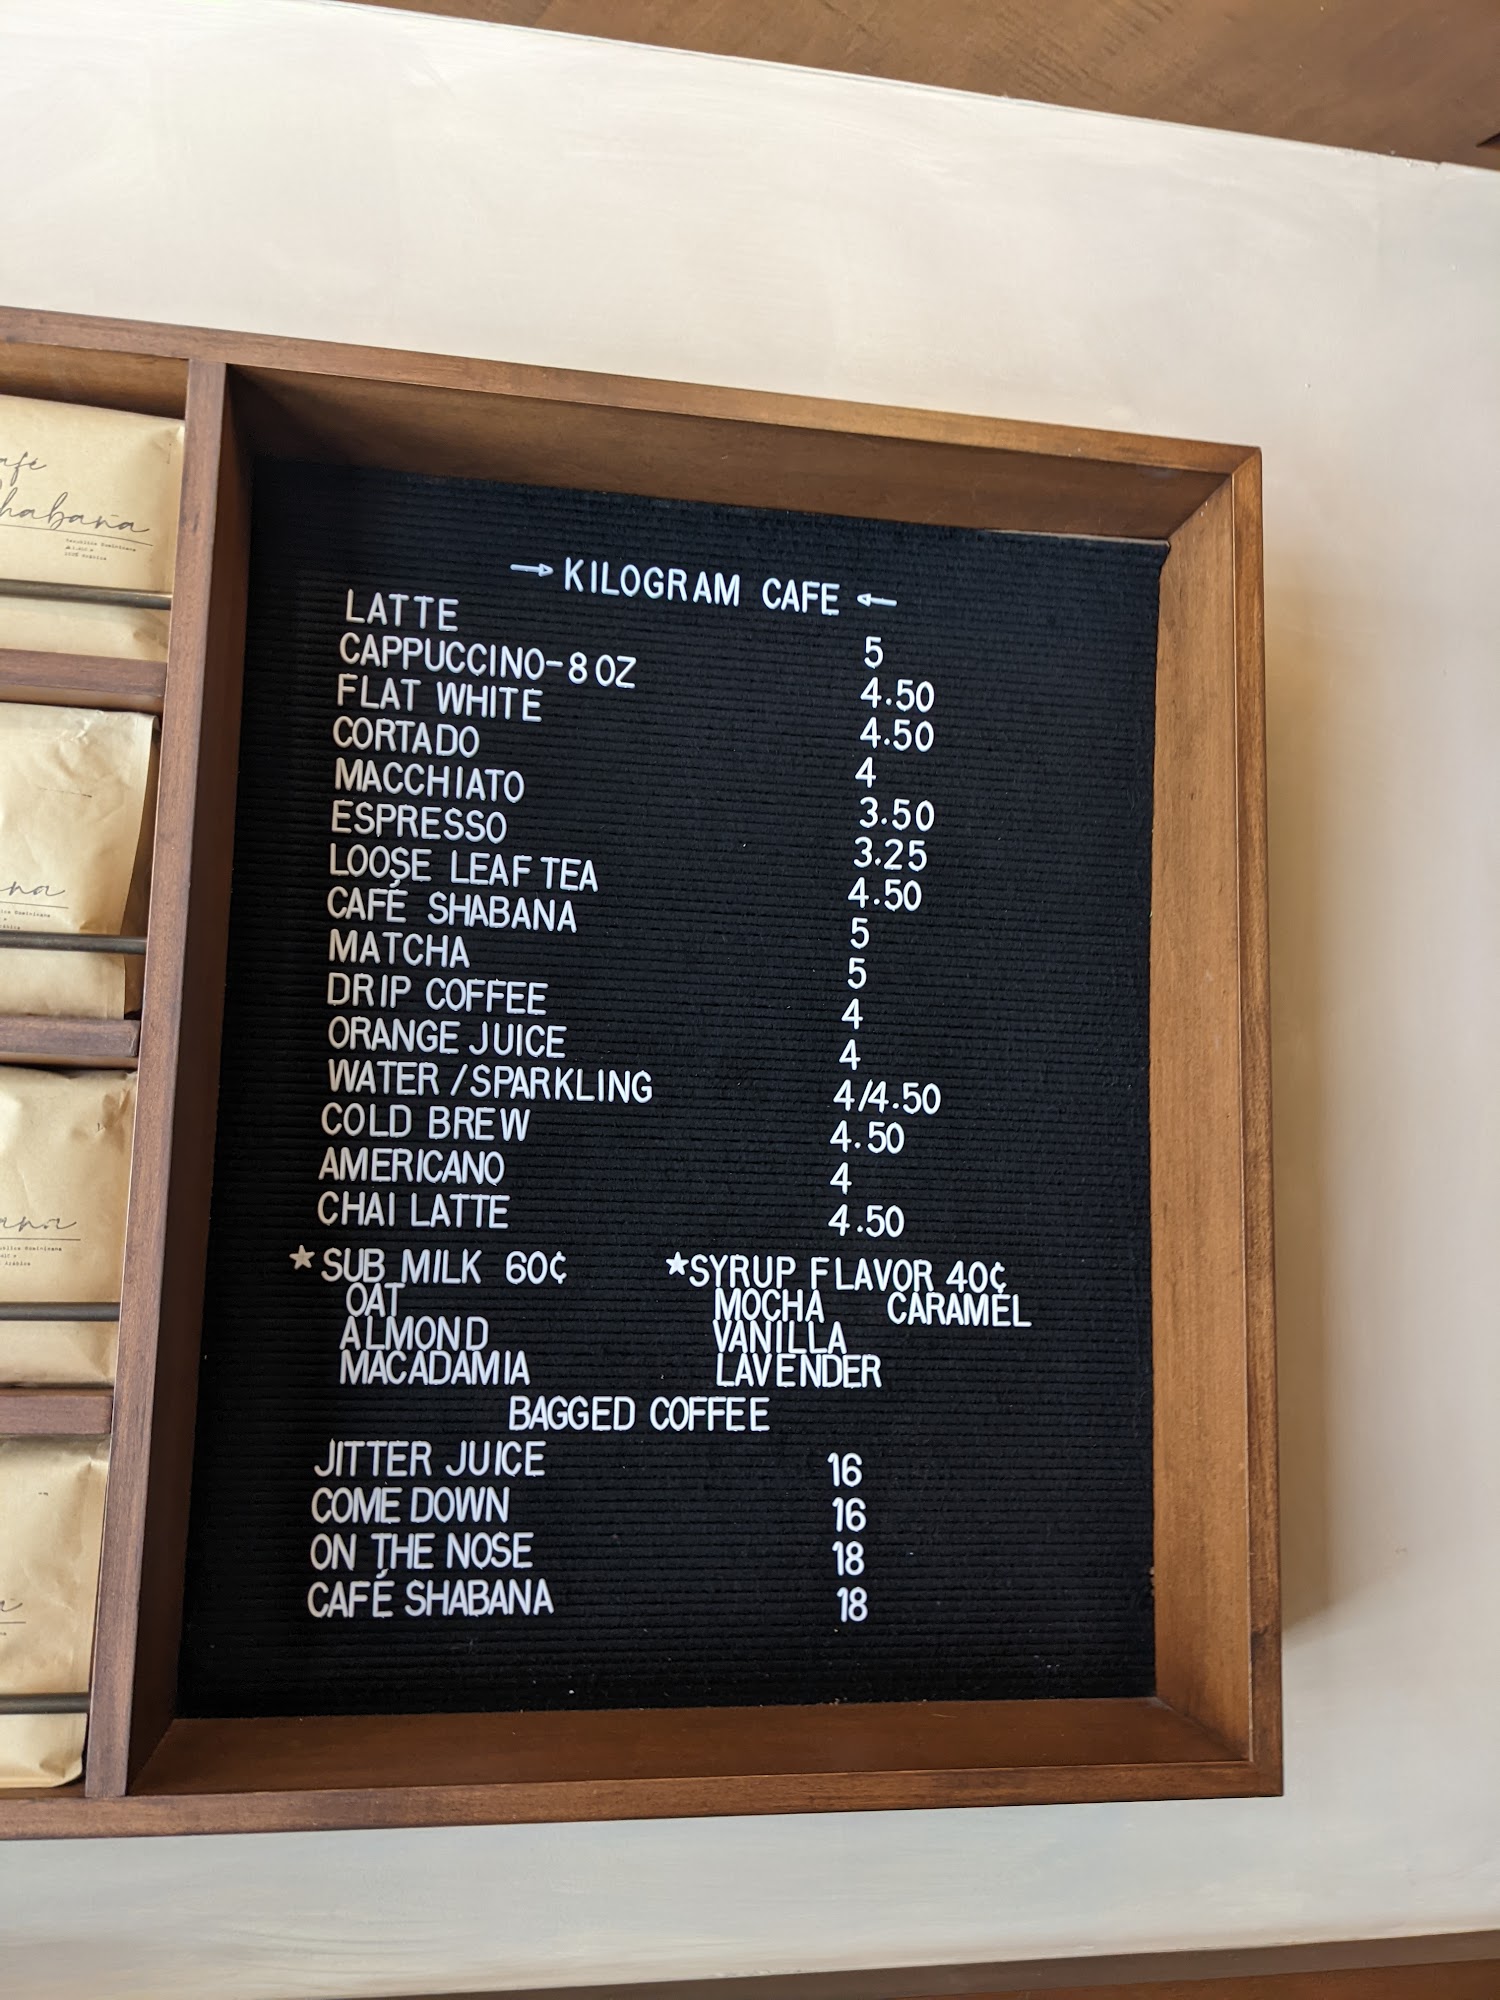 → KILOGRAM CAFE ←
LATTE 5
CAPPUCCINO-8 OZ 4.50
FLAT WHITE 4.50
CORTADO 4
MACCHIATO 3.50
ESPRESSO 3.25
LOOSE LEAF TEA 4.50
CAFÉ SHABANA 5
MATCHA 5
DRIP COFFEE 4
ORANGE JUICE 4
WATER/SPARKLING 4/4.50
COLD BREW 4.50
AMERICANO 4
CHAI LATTE 4.50
*SUB MILK 60¢ *SYRUP FLAVOR 40¢
OAT MOCHA CARAMEL
ALMOND VANILLA
MACADAMIA LAVENDER
BAGGED COFFEE
JITTER JUICE 16
COME DOWN 16
ON THE NOSE 18
CAFÉ SHABANA 18
afé
habana